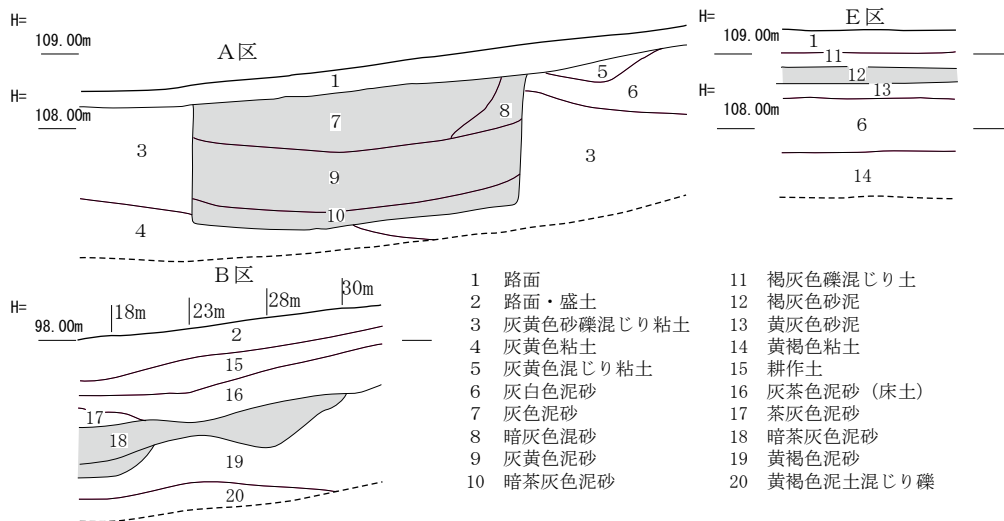 H=
109.00m
A区
1
H=
108.00m
5
6
7
8
3
3
9
10
4
H=
109.00m
E区
1
11
12
13
H=
108.00m
6
14
B区
18m
23m
28m
30m
H=
98.00m
2
15
16
17
18
19
20
1 路面
2 路面・盛土
3 灰黄色砂礫混じり粘土
4 灰黄色粘土
5 灰黄色混じり粘土
6 灰白色泥砂
7 灰色泥砂
8 暗灰色混砂
9 灰黄色泥砂
10 暗茶灰色泥砂
11 褐灰色礫混じり土
12 褐灰色砂泥
13 黄灰色砂泥
14 黄褐色粘土
15 耕作土
16 灰茶色泥砂（床土）
17 茶灰色泥砂
18 暗茶灰色泥砂
19 黄褐色泥砂
20 黄褐色泥土混じり礫